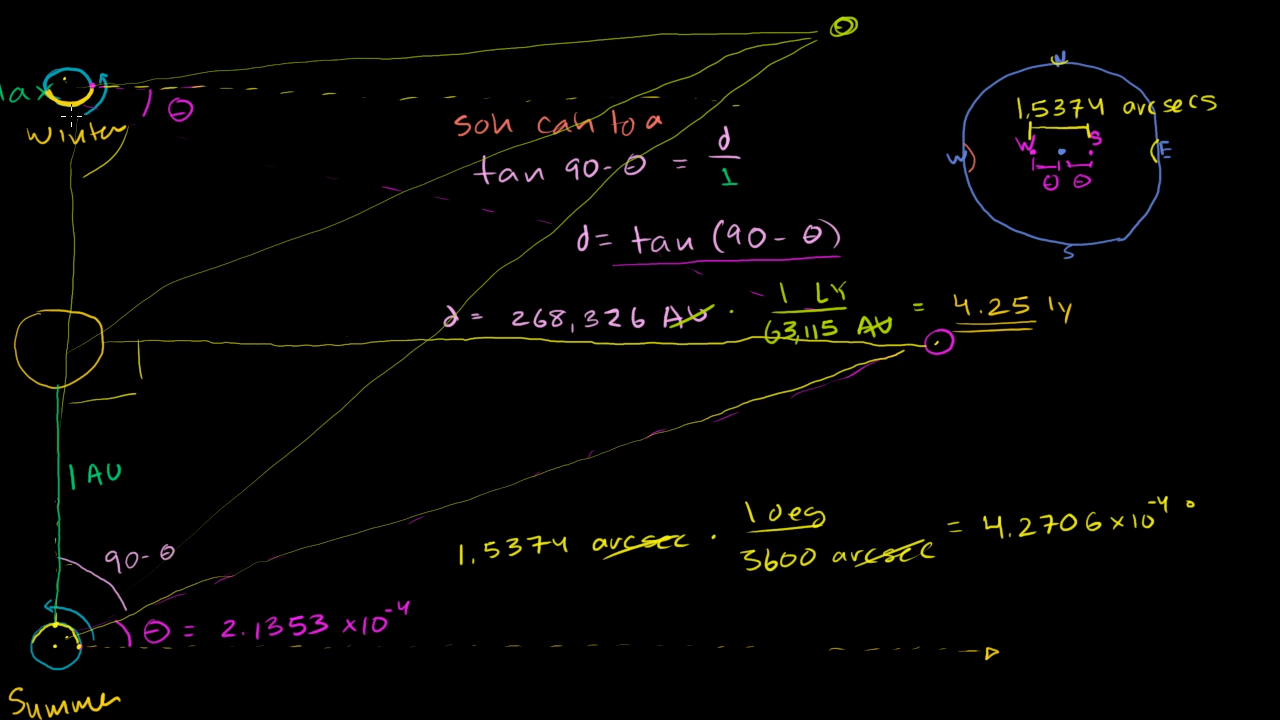 lax
Winter
θ
soh cah toa
tan 90-θ = d/1
d = tan (90-θ)
d = 268,326 AU · 1 LY/63,115 AU = 4.25 ly
N
1.5374 arcsecs
W
S
W
E
θ θ
S
1 AU
90-θ
1.5374 arcsec · 1 deg/3600 arcsec = 4.2706 × 10⁻⁴ °
θ = 2.1353 × 10⁻⁴
Summer